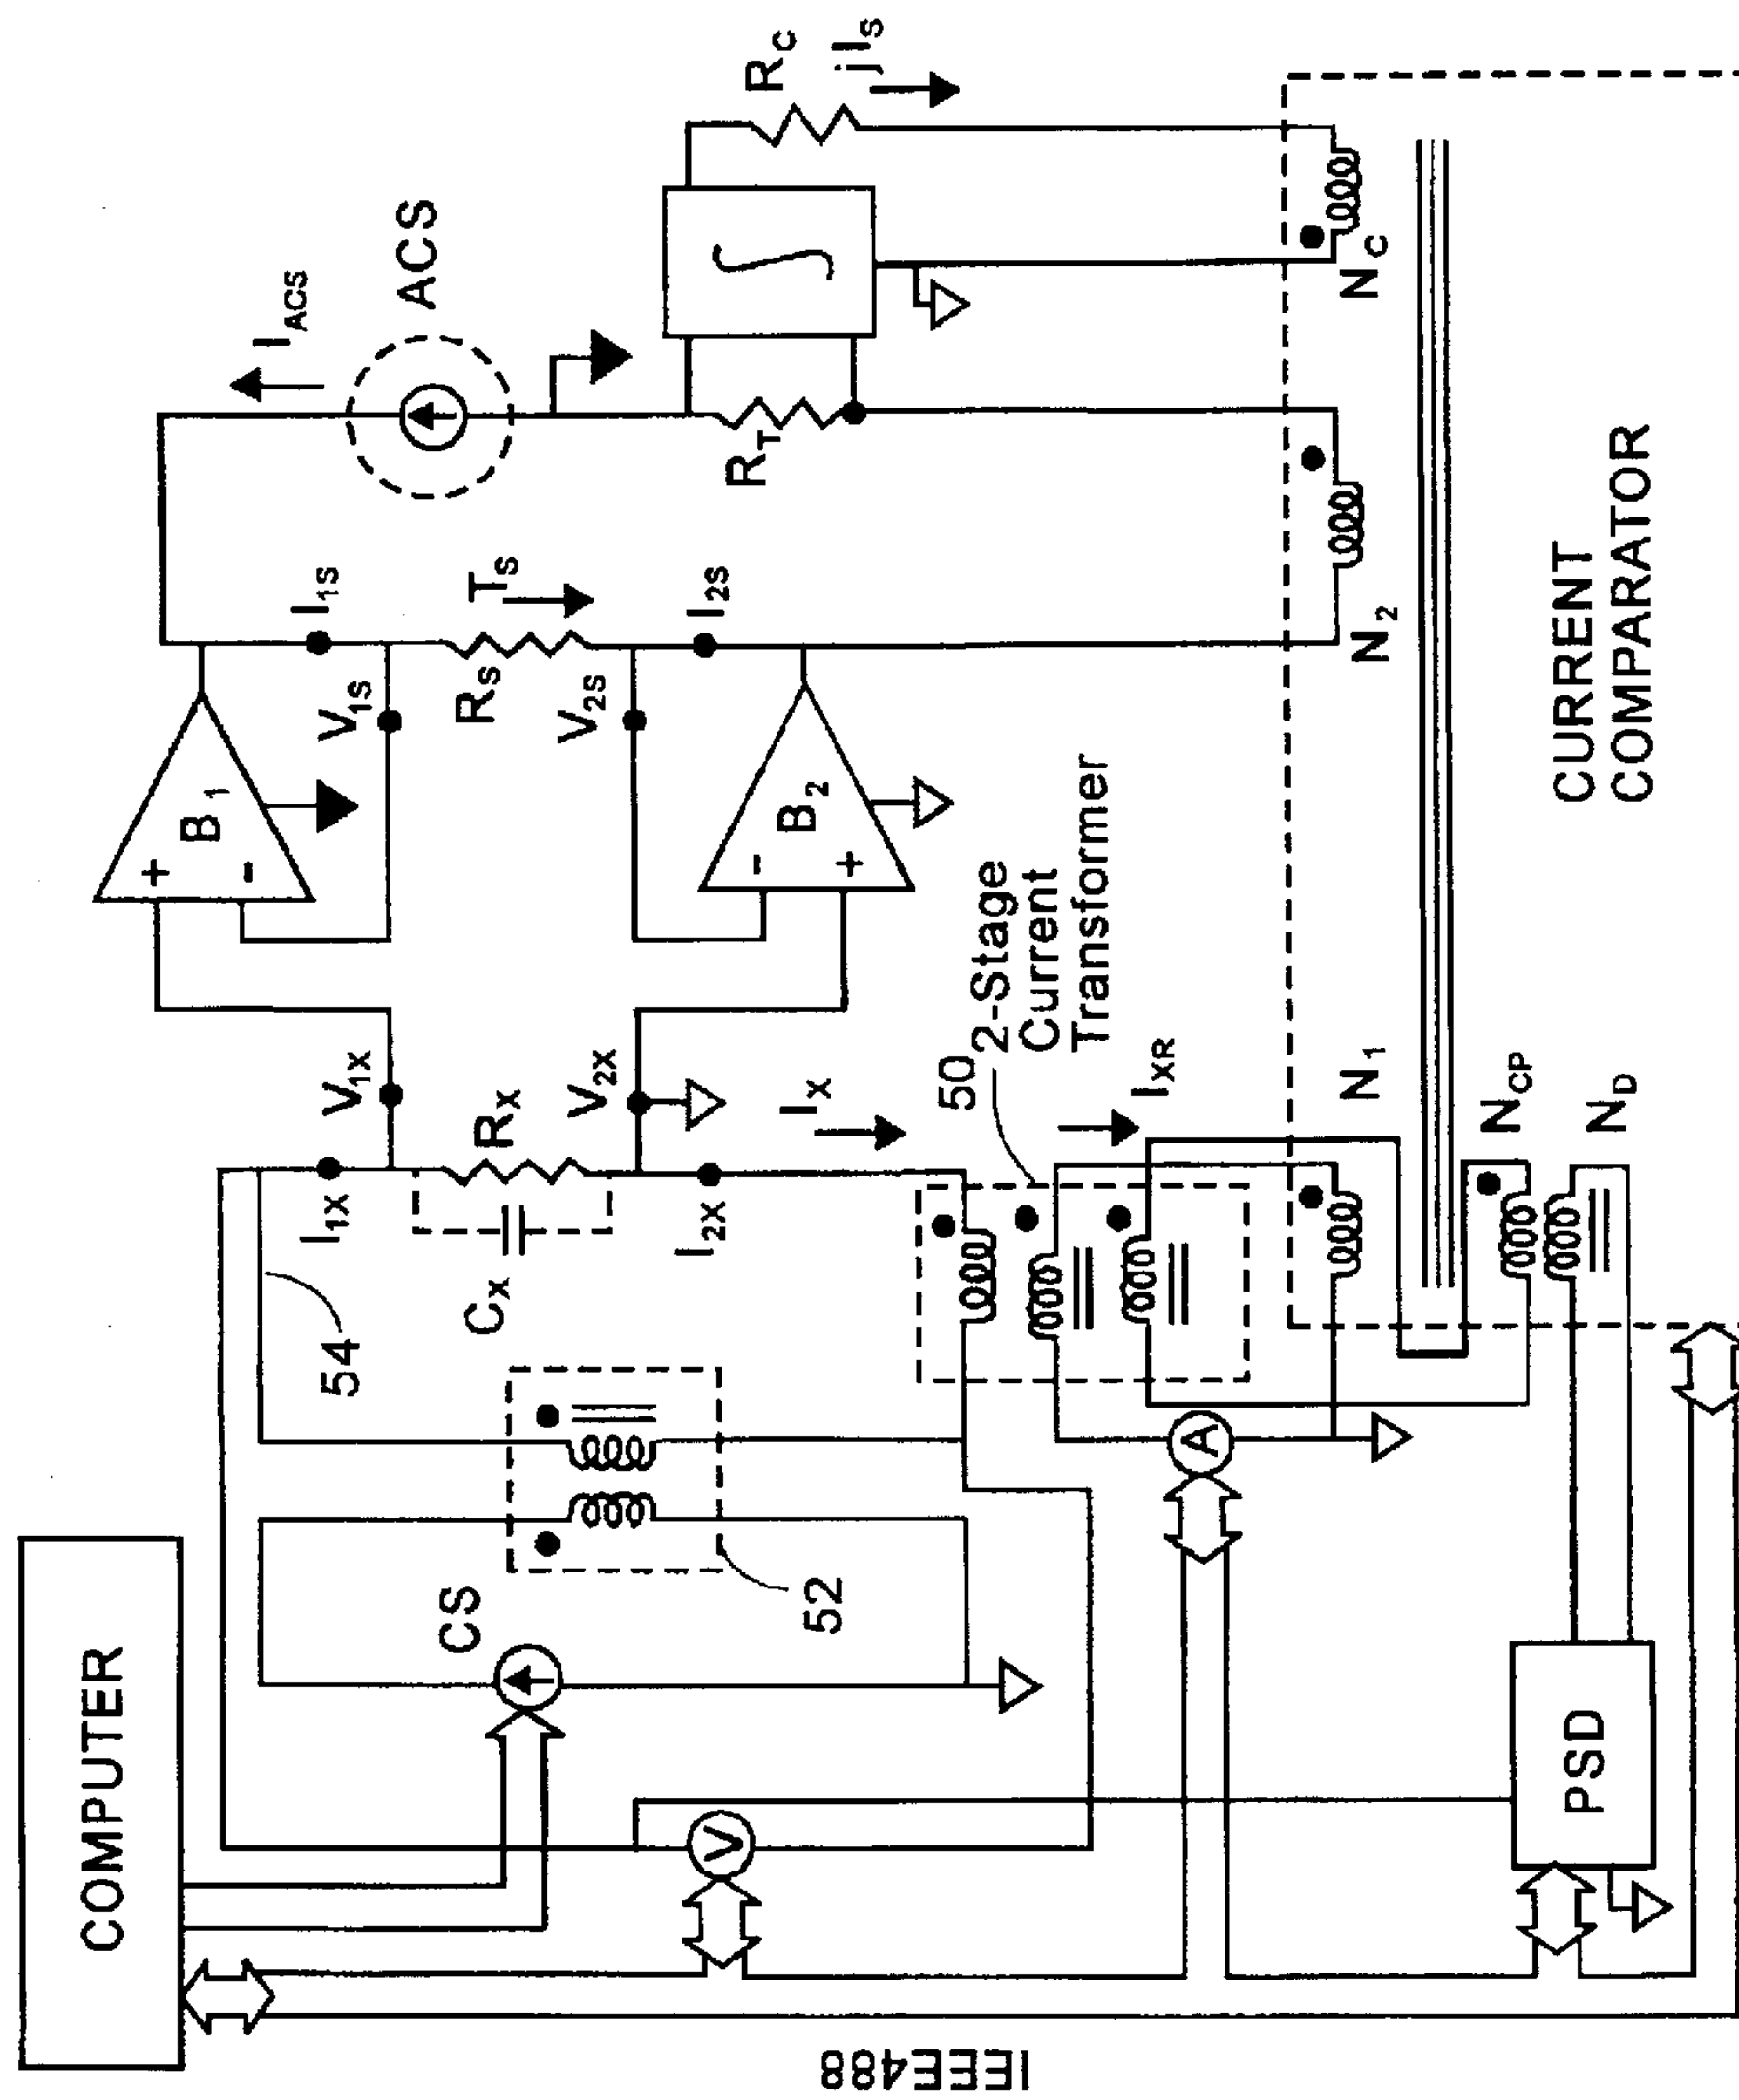 COMPUTER
IEEE488
CS
52
54
V
A
PSD
I1X
V1X
CX
RX
V2X
I2X
IX
50
2-Stage
Current
Transformer
IXR
N1
NCP
ND
+
-
B1
V1S
I1S
RS
TS
V2S
I2S
-
+
B2
N2
IACS
ACS
RT
∫
RC
jIS
NC
CURRENT
COMPARATOR